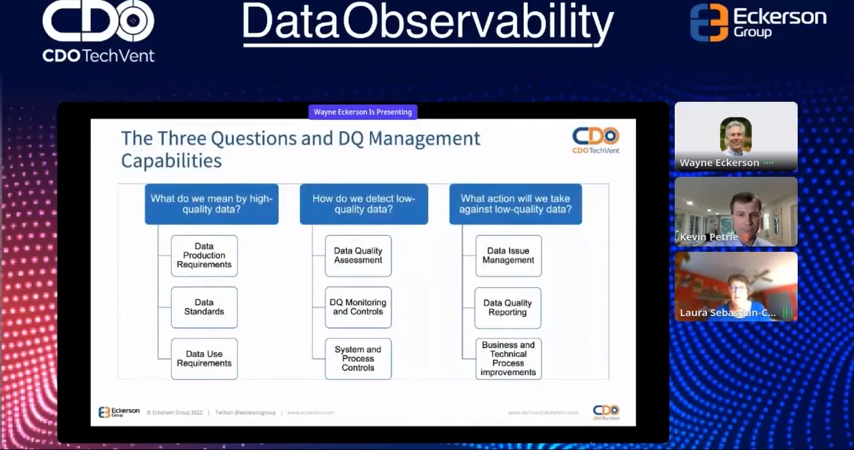 CDO
CDO TechVent
DataObservability
Eckerson
Group
Wayne Eckerson Is Presenting
The Three Questions and DQ Management
Capabilities
CDO
CDO TechVent
What do we mean by high-
quality data?
How do we detect low-
quality data?
What action will we take
against low-quality data?
Data
Production
Requirements
Data Quality
Assessment
Data Issue
Management
Data
Standards
DQ Monitoring
and Controls
Data Quality
Reporting
Data Use
Requirements
System and
Process
Controls
Business and
Technical
Process
improvements
Wayne Eckerson
Kevin Petrie
Laura Sebastian-C...
Eckerson
Group
© Eckerson Group 2022 | Twitter: @eckersongroup | www.eckerson.com
CDO
CDO TechVent